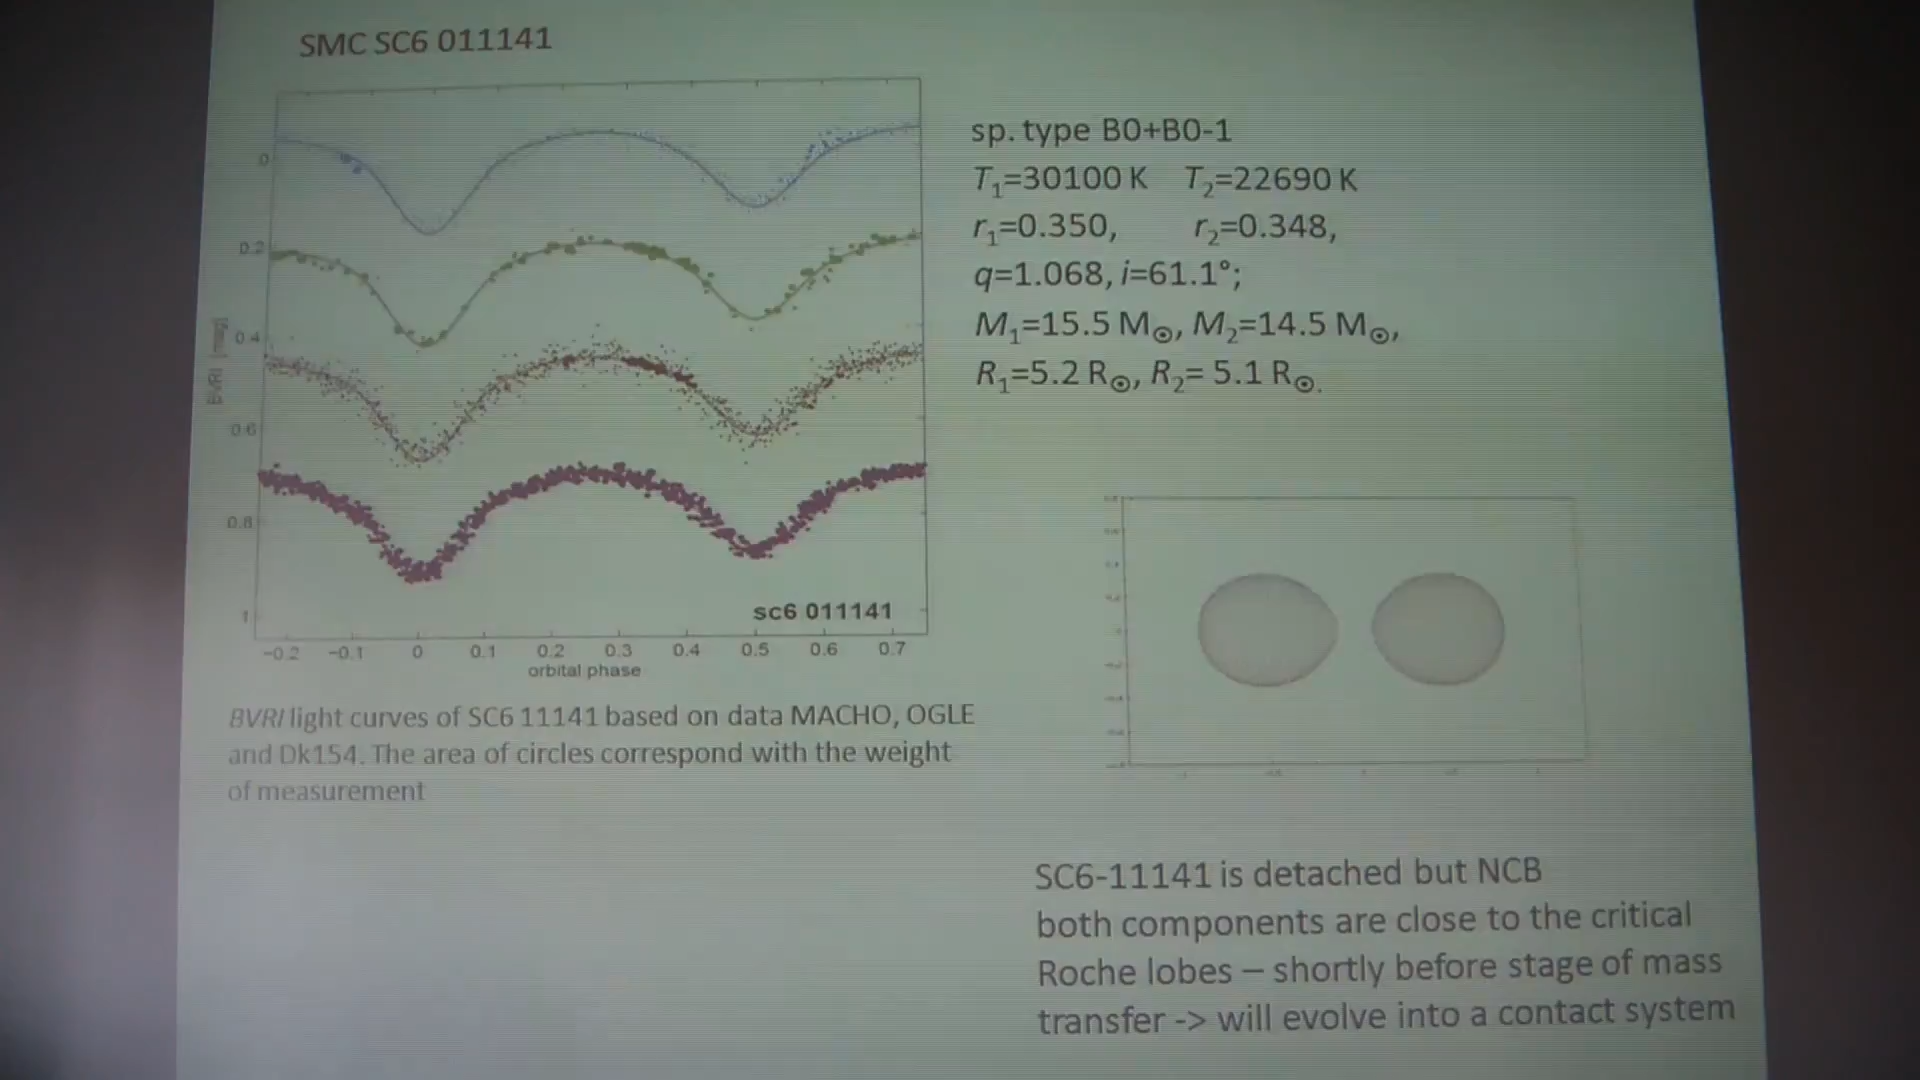 SMC SC6 011141
0
0.2
0.4
0.6
0.8
1
BVRI [mag]
sc6 011141
-0.2 -0.1 0 0.1 0.2 0.3 0.4 0.5 0.6 0.7
orbital phase
BVRI light curves of SC6 11141 based on data MACHO, OGLE
and Dk154. The area of circles correspond with the weight
of measurement
sp. type B0+B0-1
T₁=30100 K T₂=22690 K
r₁=0.350, r₂=0.348,
q=1.068, i=61.1°;
M₁=15.5 M☉, M₂=14.5 M☉,
R₁=5.2 R☉, R₂= 5.1 R☉.
SC6-11141 is detached but NCB
both components are close to the critical
Roche lobes – shortly before stage of mass
transfer -> will evolve into a contact system